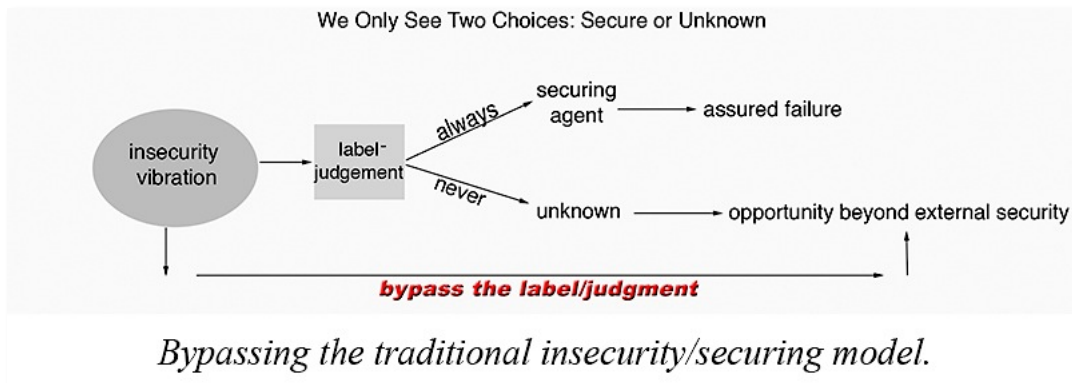 We Only See Two Choices: Secure or Unknown
insecurity
vibration
label-
judgement
always
securing
agent
assured failure
never
unknown
opportunity beyond external security
bypass the label/judgment
Bypassing the traditional insecurity/securing model.